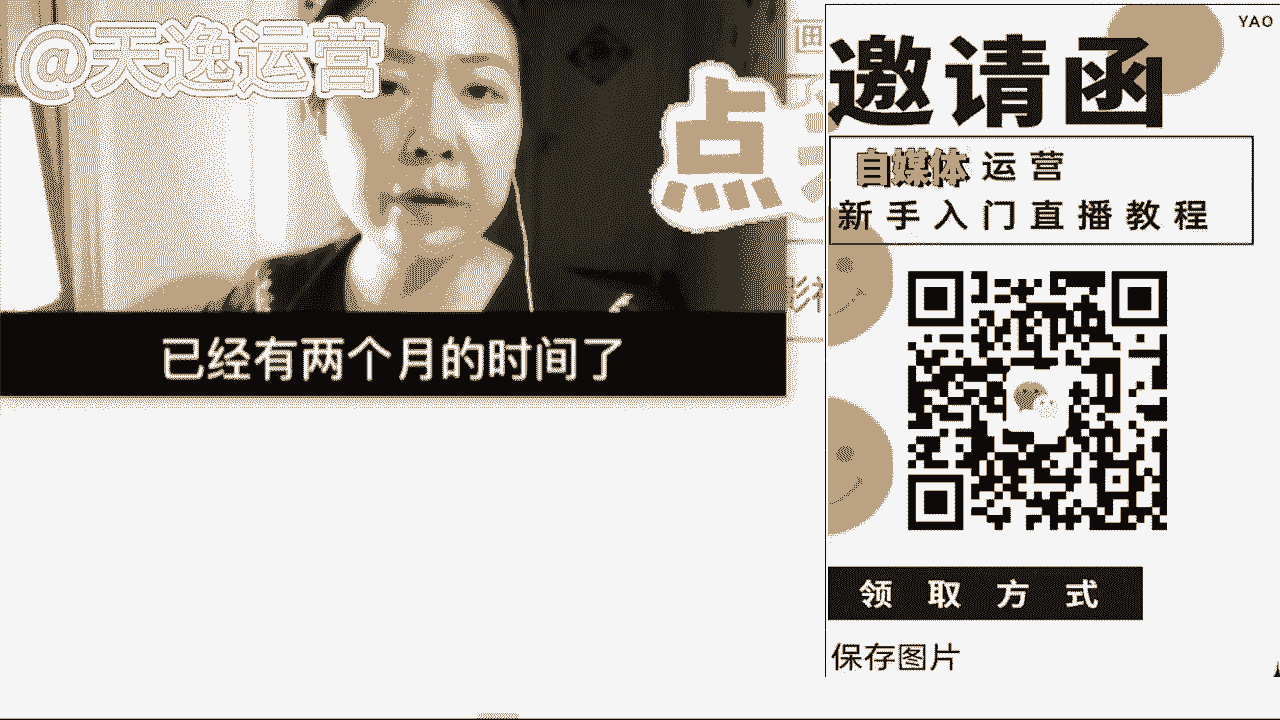 @天逸运营
点
已经有两个月的时间了
画
YAO
邀请函
自媒体运营
新手入门直播教程
领取方式
保存图片